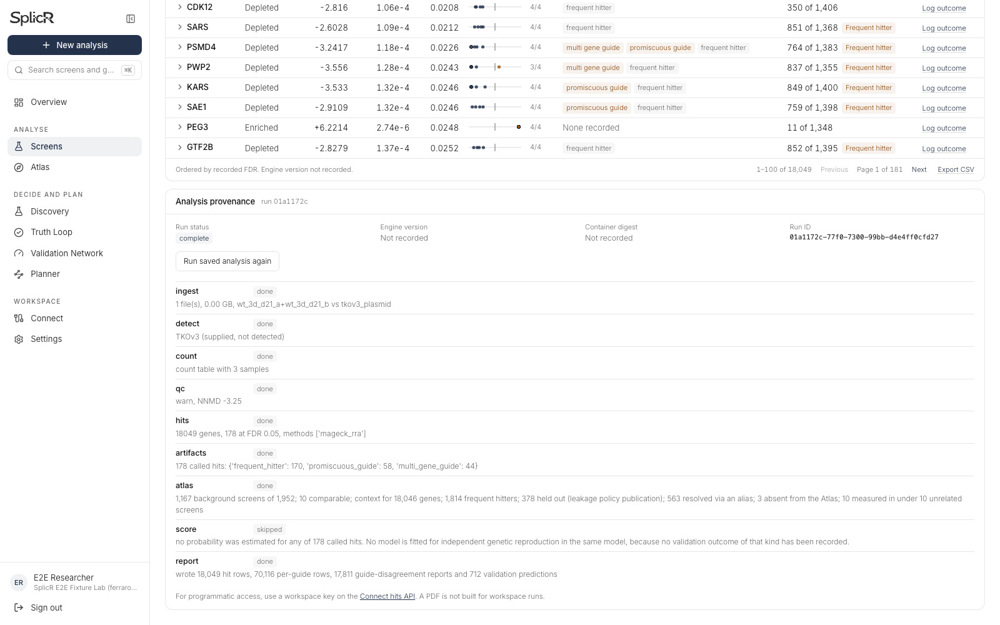 SplicR
New analysis
Search screens and g... ⌘K
Overview
ANALYSE
Screens
Atlas
DECIDE AND PLAN
Discovery
Truth Loop
Validation Network
Planner
WORKSPACE
Connect
Settings
ER E2E Researcher
SplicR E2E Fixture Lab (ferraro...
Sign out
CDK12 Depleted -2.816 1.06e-4 0.0208 4/4 frequent hitter 350 of 1,406 Log outcome
SARS Depleted -2.6028 1.09e-4 0.0212 4/4 frequent hitter 851 of 1,368 Frequent hitter Log outcome
PSMD4 Depleted -3.2417 1.18e-4 0.0226 4/4 multi gene guide promiscuous guide frequent hitter 764 of 1,383 Frequent hitter Log outcome
PWP2 Depleted -3.556 1.28e-4 0.0243 3/4 multi gene guide frequent hitter 837 of 1,355 Frequent hitter Log outcome
KARS Depleted -3.533 1.32e-4 0.0246 4/4 promiscuous guide frequent hitter 849 of 1,400 Frequent hitter Log outcome
SAE1 Depleted -2.9109 1.32e-4 0.0246 4/4 promiscuous guide frequent hitter 759 of 1,398 Frequent hitter Log outcome
PEG3 Enriched +6.2214 2.74e-6 0.0248 4/4 None recorded 11 of 1,348 Log outcome
GTF2B Depleted -2.8279 1.37e-4 0.0252 4/4 frequent hitter 852 of 1,395 Frequent hitter Log outcome
Ordered by recorded FDR. Engine version not recorded. 1–100 of 18,049 Previous Page 1 of 181 Next Export CSV
Analysis provenance run 01a1172c
Run status Engine version Container digest Run ID
complete Not recorded Not recorded 01a1172c-77f0-7300-99bb-d4e4ff0cfd27
Run saved analysis again
ingest done
1 file(s), 0.00 GB, wt_3d_d21_a+wt_3d_d21_b vs tkov3_plasmid
detect done
TKOv3 (supplied, not detected)
count done
count table with 3 samples
qc done
warn, NNMD -3.25
hits done
18049 genes, 178 at FDR 0.05, methods ['mageck_rra']
artifacts done
178 called hits: {'frequent_hitter': 170, 'promiscuous_guide': 58, 'multi_gene_guide': 44}
atlas done
1,167 background screens of 1,952; 10 comparable; context for 18,046 genes; 1,814 frequent hitters; 378 held out (leakage policy publication); 563 resolved via an alias; 3 absent from the Atlas; 10 measured in under 10 unrelated
screens
score skipped
no probability was estimated for any of 178 called hits. No model is fitted for independent genetic reproduction in the same model, because no validation outcome of that kind has been recorded.
report done
wrote 18,049 hit rows, 70,116 per-guide rows, 17,811 guide-disagreement reports and 712 validation predictions
For programmatic access, use a workspace key on the Connect hits API. A PDF is not built for workspace runs.